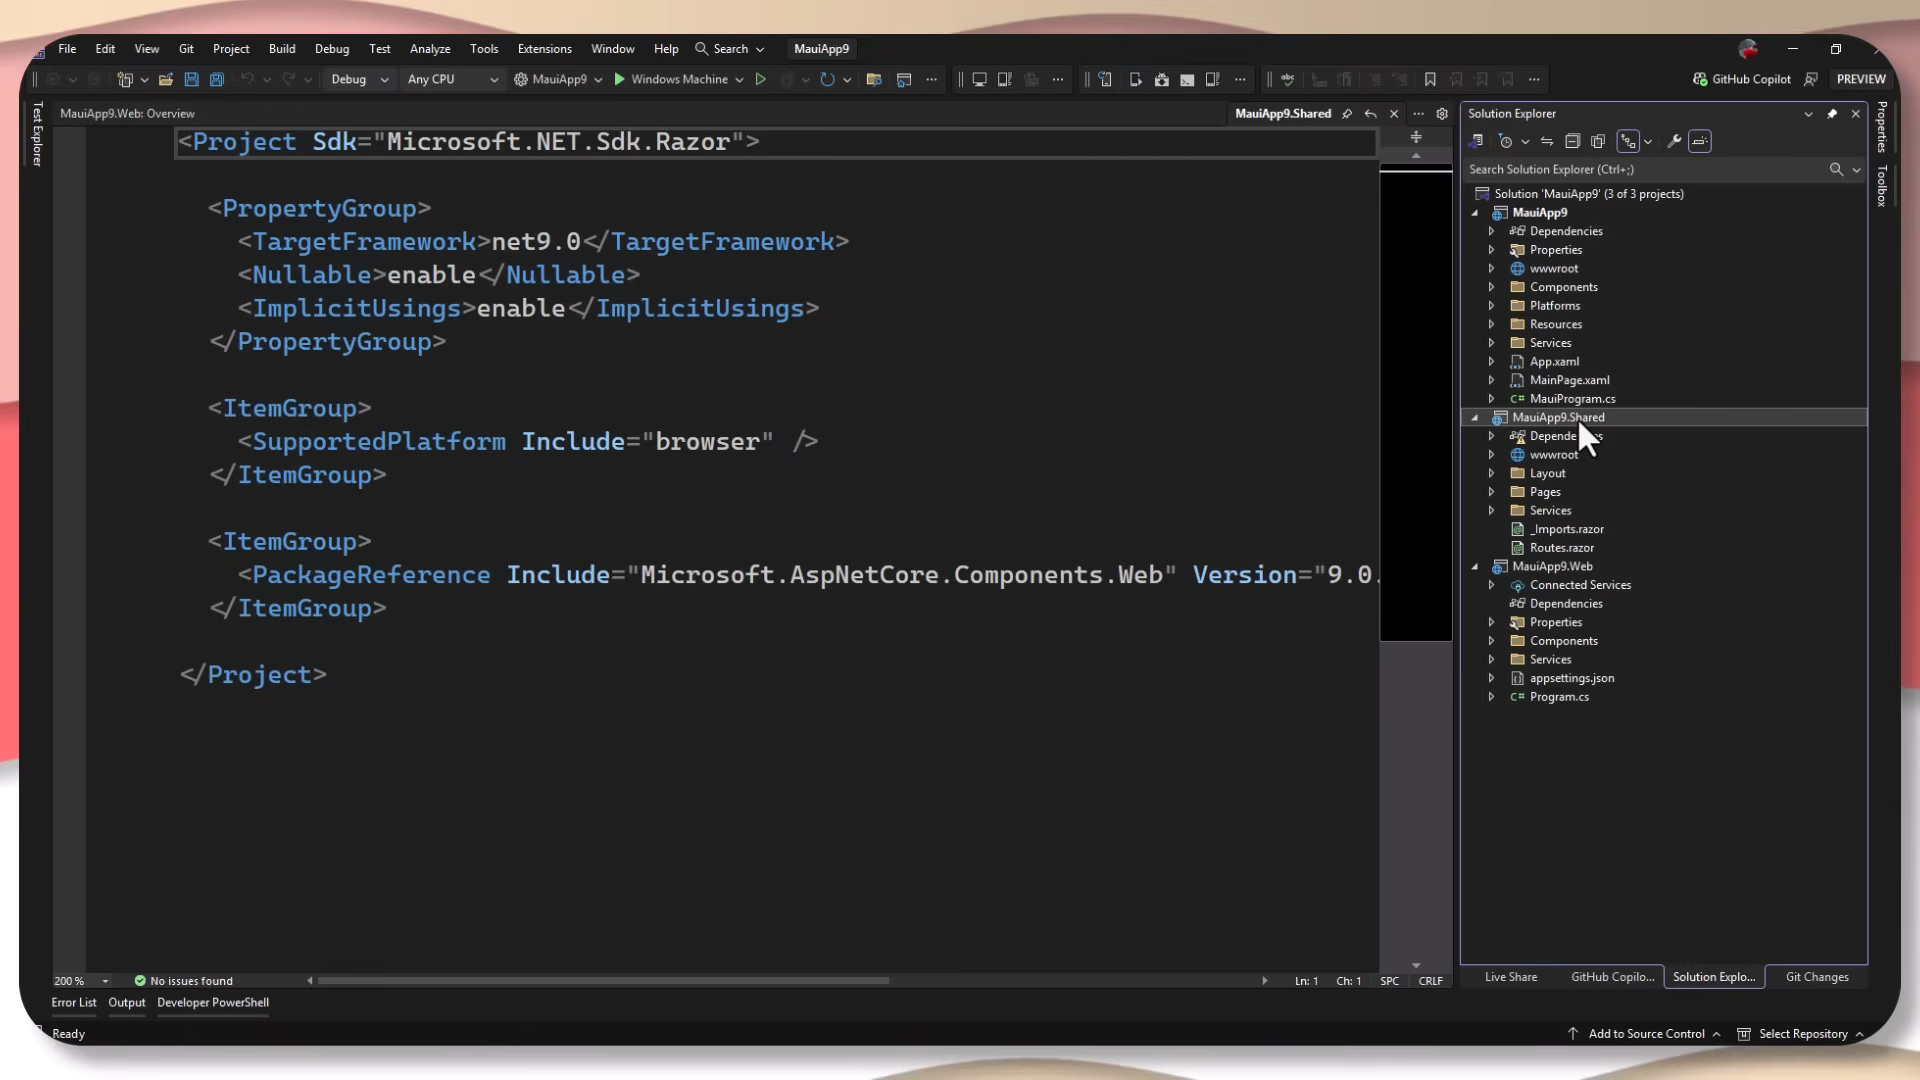 File Edit View Git Project Build Debug Test Analyze Tools Extensions Window Help Search MauiApp9
Debug Any CPU MauiApp9 Windows Machine GitHub Copilot PREVIEW
MauiApp9.Web: Overview MauiApp9.Shared
Test Explorer
<Project Sdk="Microsoft.NET.Sdk.Razor">
<PropertyGroup>
<TargetFramework>net9.0</TargetFramework>
<Nullable>enable</Nullable>
<ImplicitUsings>enable</ImplicitUsings>
</PropertyGroup>
<ItemGroup>
<SupportedPlatform Include="browser" />
</ItemGroup>
<ItemGroup>
<PackageReference Include="Microsoft.AspNetCore.Components.Web" Version="9.0.
</ItemGroup>
</Project>
200 % No issues found Ln: 1 Ch: 1 SPC CRLF
Error List Output Developer PowerShell
Solution Explorer
Search Solution Explorer (Ctrl+;)
Solution 'MauiApp9' (3 of 3 projects)
MauiApp9
Dependencies
Properties
wwwroot
Components
Platforms
Resources
Services
App.xaml
MainPage.xaml
MauiProgram.cs
MauiApp9.Shared
wwwroot
Layout
Pages
Services
_Imports.razor
Routes.razor
MauiApp9.Web
Connected Services
Dependencies
Properties
Components
Services
appsettings.json
Program.cs
Live Share GitHub Copilo... Solution Explo... Git Changes
Properties
Toolbox
Ready Add to Source Control Select Repository